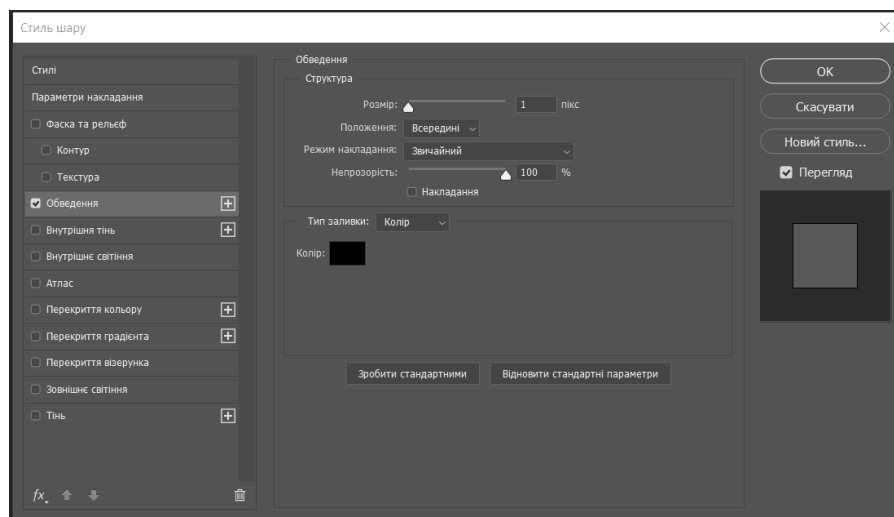 Стиль шару
Стилі
Параметри накладання
Фаска та рельєф
Контур
Текстура
Обведення
Внутрішня тінь
Внутрішнє світіння
Атлас
Перекриття кольору
Перекриття градієнта
Перекриття візерунка
Зовнішнє світіння
Тінь
fx
Обведення
Структура
Розмір: 1 пікс
Положення: Всередині
Режим накладання: Звичайний
Непрозорість: 100 %
Накладання
Тип заливки: Колір
Колір:
Зробити стандартними Відновити стандартні параметри
OK
Скасувати
Новий стиль...
Перегляд